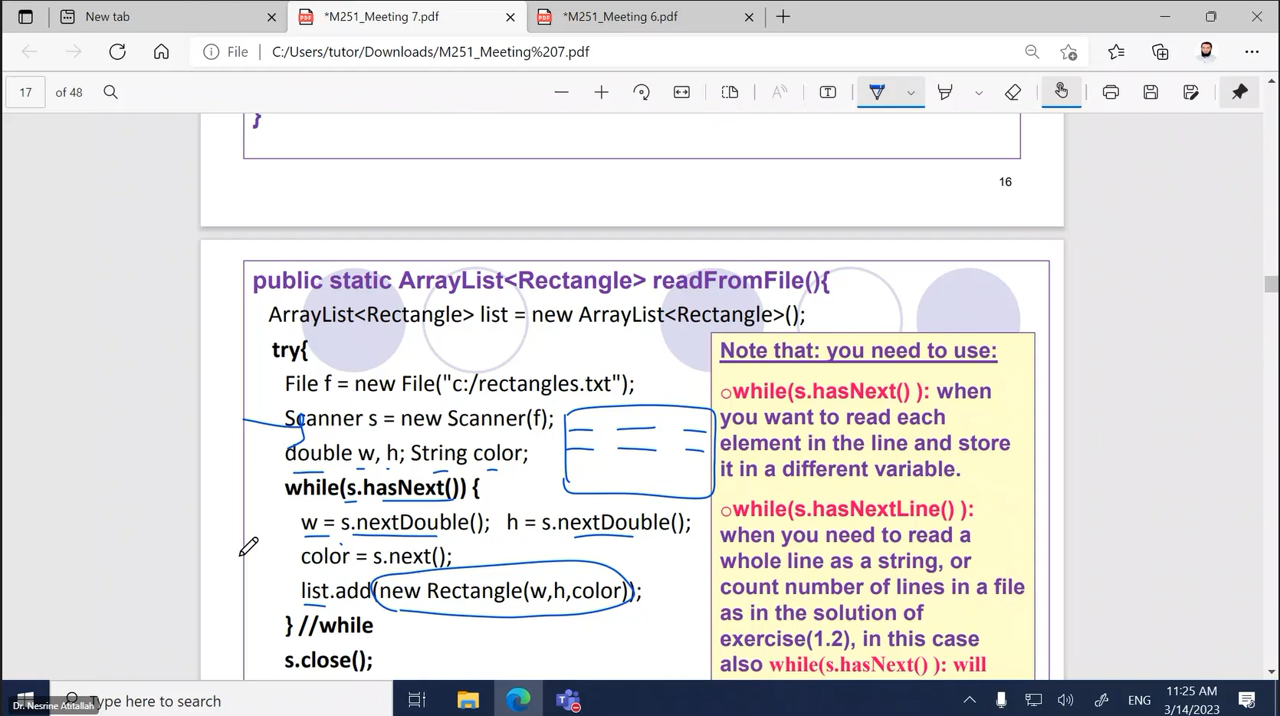 New tab
*M251_Meeting 7.pdf
*M251_Meeting 6.pdf
File
C:/Users/tutor/Downloads/M251_Meeting%207.pdf
17
of 48
}
16
public static ArrayList<Rectangle> readFromFile(){
ArrayList<Rectangle> list = new ArrayList<Rectangle>();
try{
File f = new File("c:/rectangles.txt");
Scanner s = new Scanner(f);
double w, h; String color;
while(s.hasNext()) {
w = s.nextDouble(); h = s.nextDouble();
color = s.next();
list.add(new Rectangle(w,h,color));
} //while
s.close();
Note that: you need to use:
○while(s.hasNext() ): when
you want to read each
element in the line and store
it in a different variable.
○while(s.hasNextLine() ):
when you need to read a
whole line as a string, or
count number of lines in a file
as in the solution of
exercise(1.2), in this case
also while(s.hasNext() ): will
Type here to search
Dr. Nesrine Atitallah
ENG
11:25 AM
3/14/2023